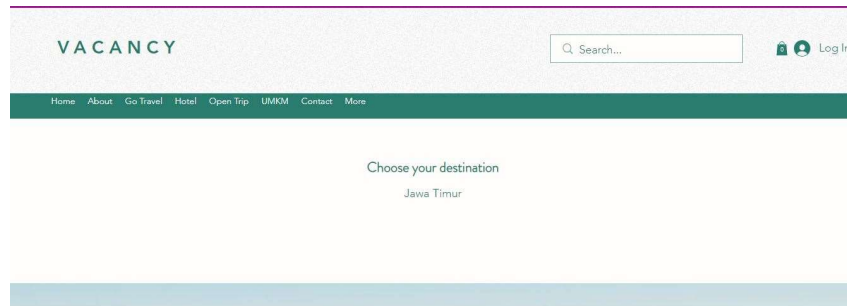 VACANCY
Search...
0
Log In
Home About Go Travel Hotel Open Trip UMKM Contact More
Choose your destination
Jawa Timur